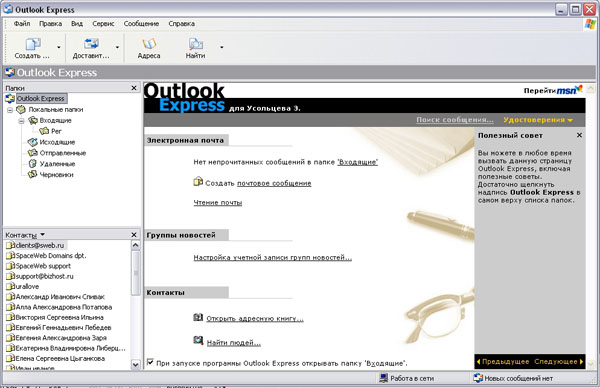 Outlook Express
Файл Правка Вид Сервис Сообщение Справка
Создать ... Доставит... Адреса Найти
Outlook Express
Папки
Outlook Express
Локальные папки
Входящие
Рег
Исходящие
Отправленные
Удаленные
Черновики
Контакты
clients@sweb.ru
SpaceWeb Domains dpt.
SpaceWeb support
support@bizhost.ru
urallove
Александр Иванович Спивак
Алла Александровна Потапова
Виктория Сергеевна Ильина
Евгений Геннадьевич Лебедев
Евгения Александровна Заря
Екатерина Владимировна Либерц...
Елена Сергеевна Цыганкова
Иван иванов
Outlook
Express для Усольцева З.
Перейти msn
Поиск сообщения... Удостоверения
Электронная почта
Нет непрочитанных сообщений в папке 'Входящие'
Создать почтовое сообщение
Чтение почты
Группы новостей
Настройка учетной записи групп новостей...
Контакты
Открыть адресную книгу...
Найти людей...
При запуске програмы Outlook Express открывать папку 'Входящие'.
Полезный совет
Вы можете в любое время
вызвать данную страницу
Outlook Express, включая
полезные советы.
Достаточно щелкнуть
надпись Outlook Express в
самом верху списка папок.
Предыдущее Следующее
Работа в сети Новых сообщений нет